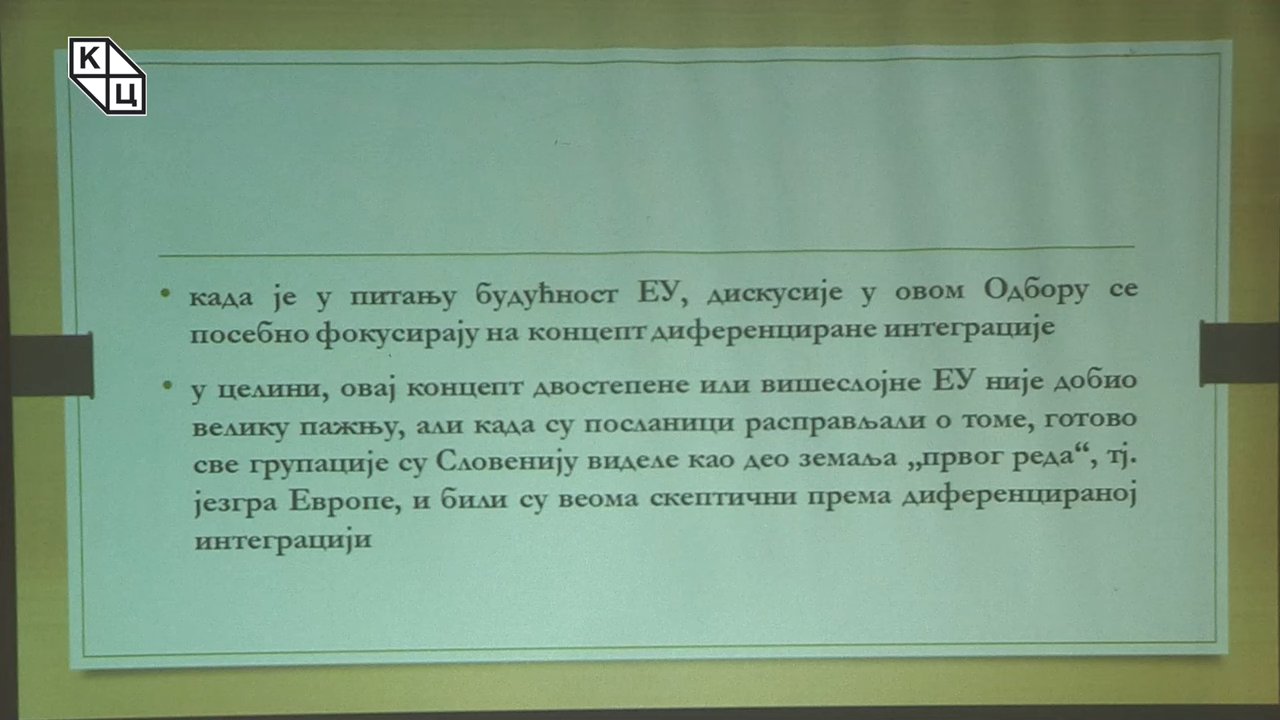 К
Ц
када је у питању будућност ЕУ, дискусије у овом Одбору се
посебно фокусирају на концепт диференциране интеграције
у целини, овај концепт двостепене или вишеслојне ЕУ није добио
велику пажњу, али када су посланици расправљали о томе, готово
све групације су Словенију виделе као део земаља „првог реда“, тј.
језгра Европе, и били су веома скептични према диференцираној
интеграцији